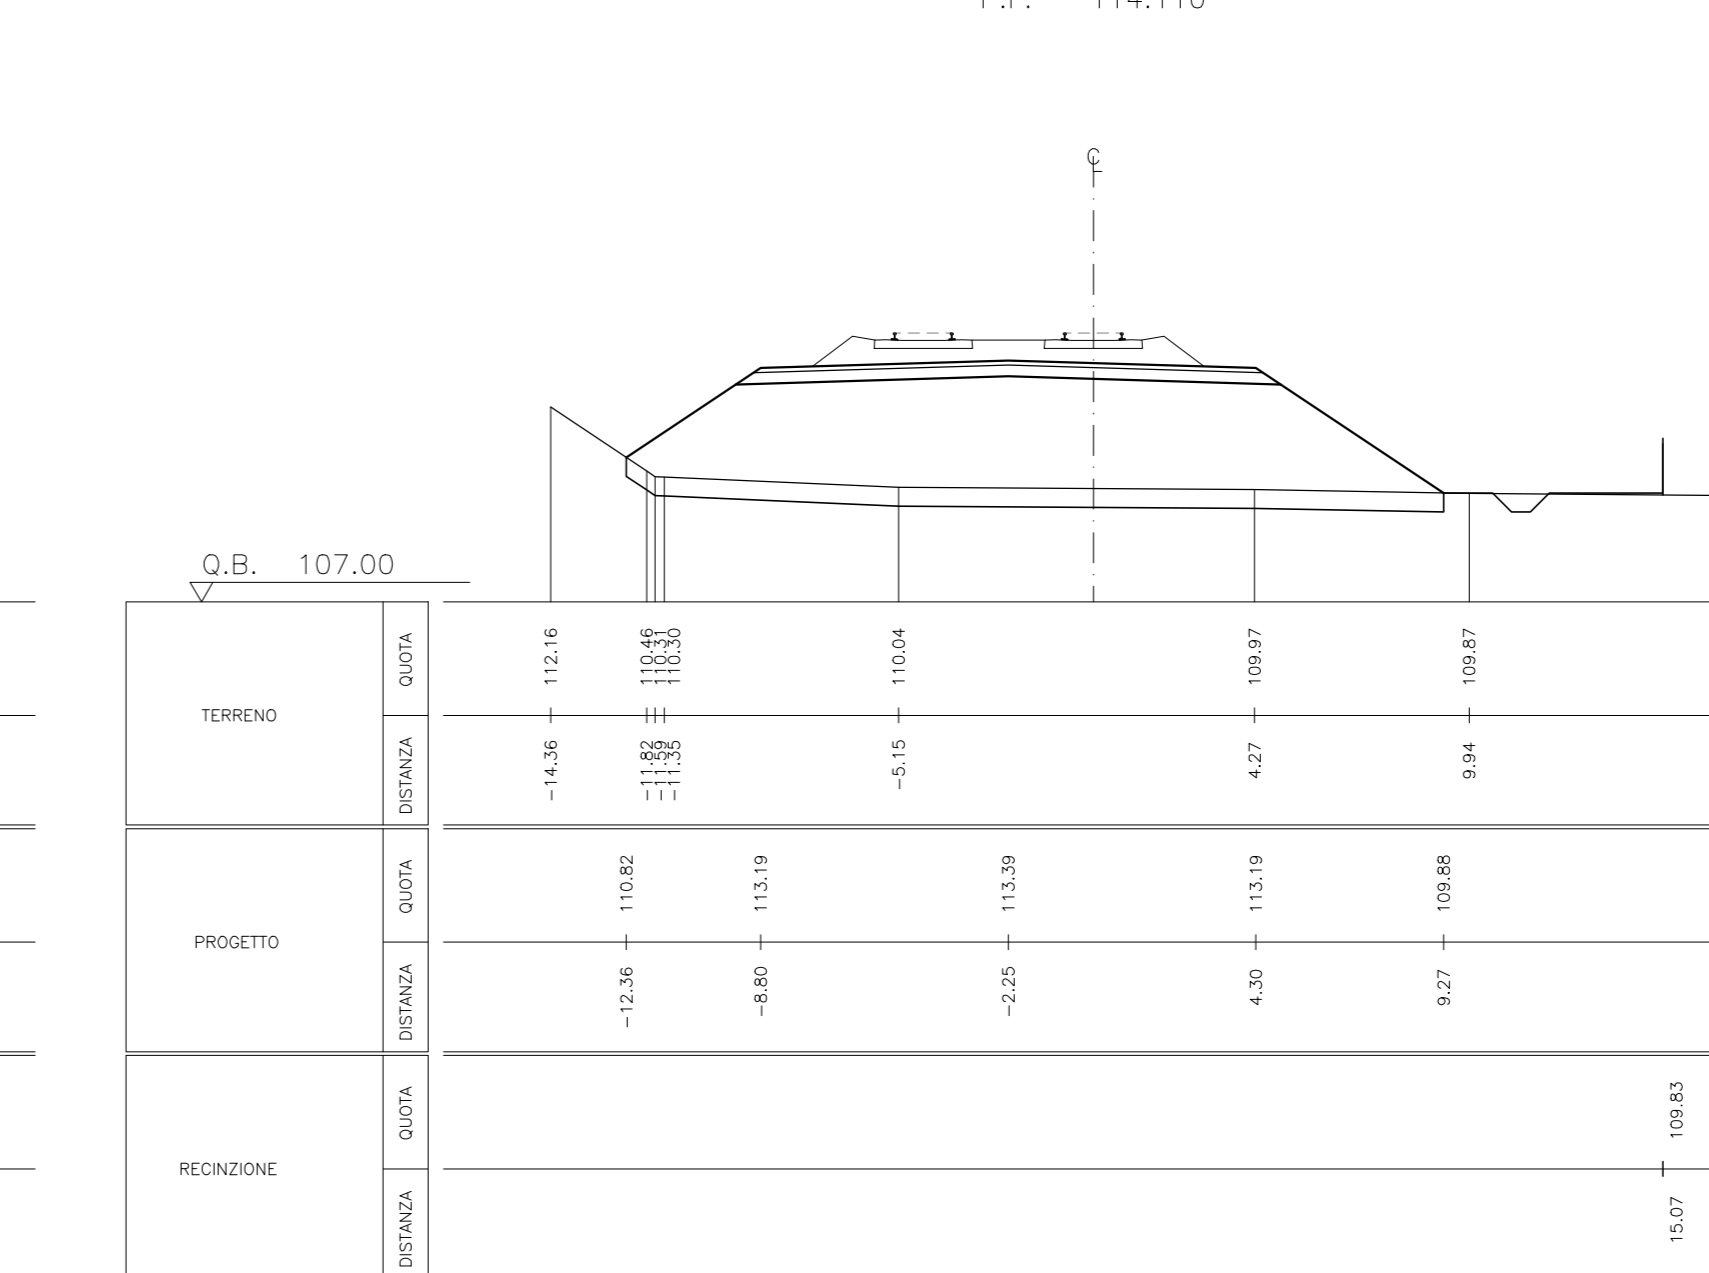 ℄
Q.B. 107.00
TERRENO
QUOTA
112.16 110.46 110.31 110.30 110.04 109.97 109.87
DISTANZA
-14.36 -11.82 -11.59 -11.35 -5.15 4.27 9.94
PROGETTO
QUOTA
110.82 113.19 113.39 113.19 109.88
DISTANZA
-12.36 -8.80 -2.25 4.30 9.27
RECINZIONE
QUOTA
109.83
DISTANZA
15.07